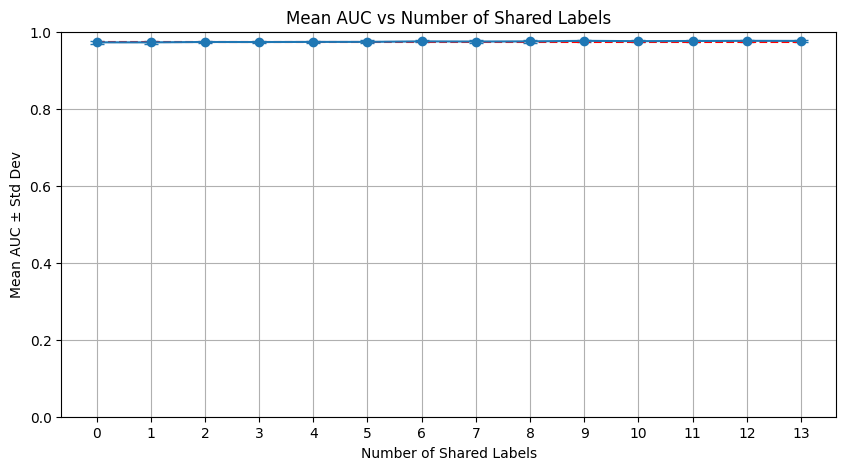 Mean AUC vs Number of Shared Labels
1.0
0.8
0.6
0.4
0.2
0.0
Mean AUC ± Std Dev
0 1 2 3 4 5 6 7 8 9 10 11 12 13
Number of Shared Labels